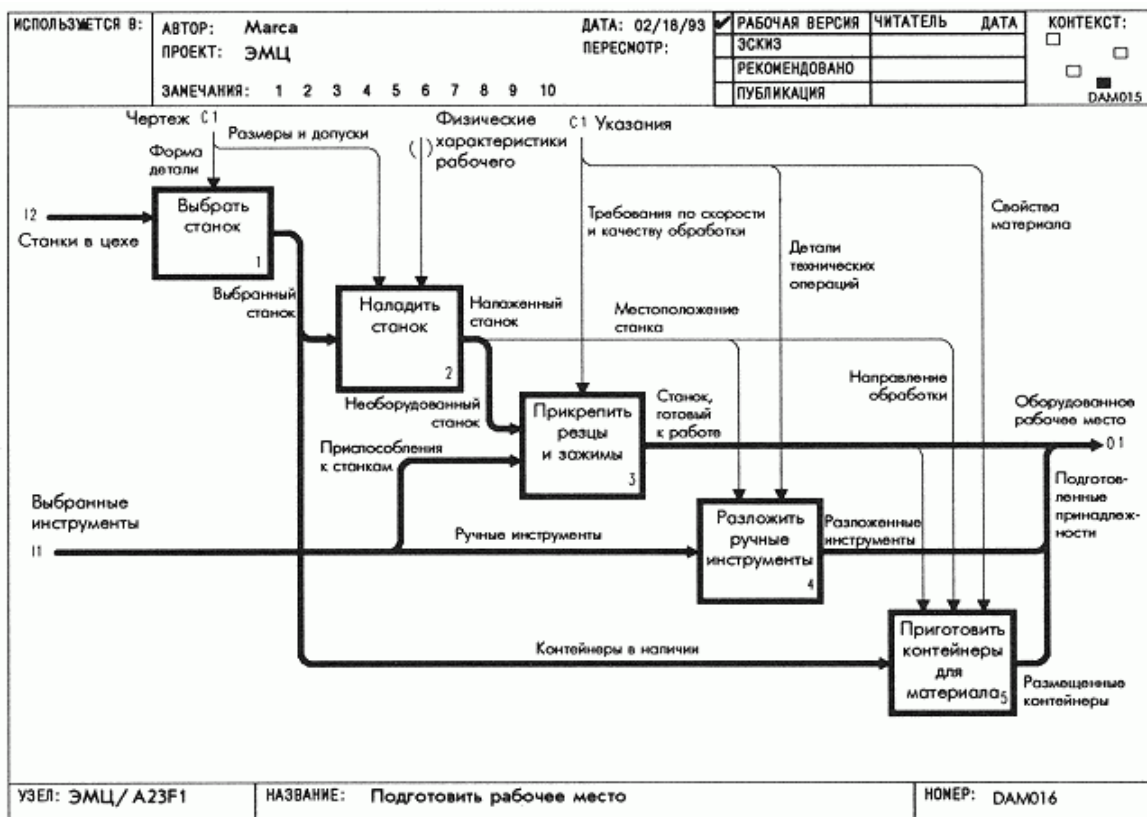 ИСПОЛЬЗУЕТСЯ В:
АВТОР: Marca
ДАТА: 02/18/93
ПРОЕКТ: ЭМЦ
ПЕРЕСМОТР:
ЗАМЕЧАНИЯ: 1 2 3 4 5 6 7 8 9 10
РАБОЧАЯ ВЕРСИЯ
ЭСКИЗ
РЕКОМЕНДОВАНО
ПУБЛИКАЦИЯ
ЧИТАТЕЛЬ ДАТА
КОНТЕКСТ:
DAM015
Чертеж C1
Размеры и допуски
Физические
характеристики
рабочего
( )
C1 Указания
Форма
детали
I2
Станки в цехе
Выбрать
станок
1
Требования по скорости
и качеству обработки
Свойства
материала
Детали
технических
операций
Выбранный
станок
Наладить
станок
2
Налаженный
станок
Местоположение
станка
Направление
обработки
Необорудованный
станок
Прикрепить
резцы
и зажимы
3
Станок,
готовый
к работе
Оборудованное
рабочее место
O1
Приспособления
к станкам
Подготов-
ленные
принадлеж-
ности
Выбранные
инструменты
I1
Ручные инструменты
Разложить
ручные
инструменты
4
Разложенные
инструменты
Контейнеры в наличии
Приготовить
контейнеры
для
материала
5
Размещенные
контейнеры
УЗЕЛ: ЭМЦ/A23F1
НАЗВАНИЕ: Подготовить рабочее место
НОМЕР: DAM016